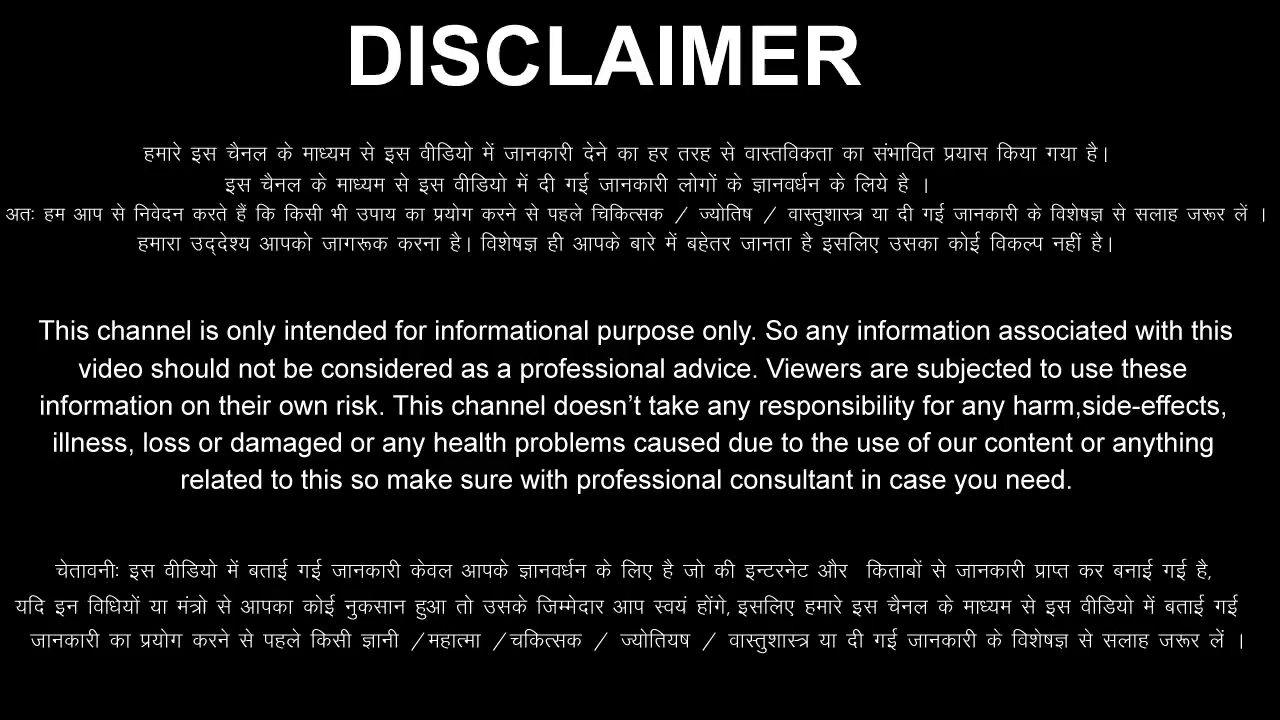 DISCLAIMER
हमारे इस चैनल के माध्यम से इस वीडियो में जानकारी देने का हर तरह से वास्तविकता का संभावित प्रयास किया गया है।
इस चैनल के माध्यम से इस वीडियो में दी गई जानकारी लोगों के ज्ञानवर्धन के लिये है ।
अतः हम आप से निवेदन करते हैं कि किसी भी उपाय का प्रयोग करने से पहले चिकित्सक / ज्योतिष / वास्तुशास्त्र या दी गई जानकारी के विशेषज्ञ से सलाह जरूर लें ।
हमारा उद्देश्य आपको जागरूक करना है। विशेषज्ञ ही आपके बारे में बहेतर जानता है इसलिए उसका कोई विकल्प नहीं है।
This channel is only intended for informational purpose only. So any information associated with this
video should not be considered as a professional advice. Viewers are subjected to use these
information on their own risk. This channel doesn’t take any responsibility for any harm,side-effects,
illness, loss or damaged or any health problems caused due to the use of our content or anything
related to this so make sure with professional consultant in case you need.
चेतावनीः इस वीडियो में बताई गई जानकारी केवल आपके ज्ञानवर्धन के लिए है जो की इन्टरनेट और किताबों से जानकारी प्राप्त कर बनाई गई है,
यदि इन विधियों या मंत्रो से आपका कोई नुकसान हुआ तो उसके जिम्मेदार आप स्वयं होंगे, इसलिए हमारे इस चैनल के माध्यम से इस वीडियो में बताई गई
जानकारी का प्रयोग करने से पहले किसी ज्ञानी /महात्मा /चकित्सक / ज्योतियष / वास्तुशास्त्र या दी गई जानकारी के विशेषज्ञ से सलाह जरूर लें ।